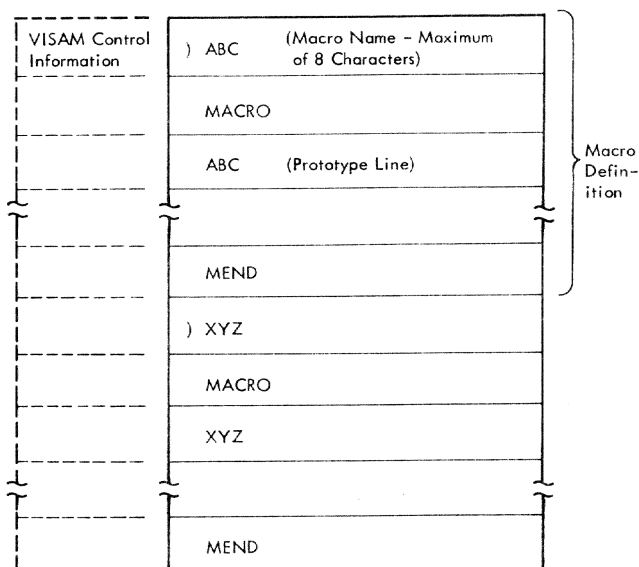 VISAM Control
Information
) ABC (Macro Name - Maximum
of 8 Characters)
MACRO
ABC (Prototype Line)
Macro
Defin-
ition
MEND
) XYZ
MACRO
XYZ
MEND